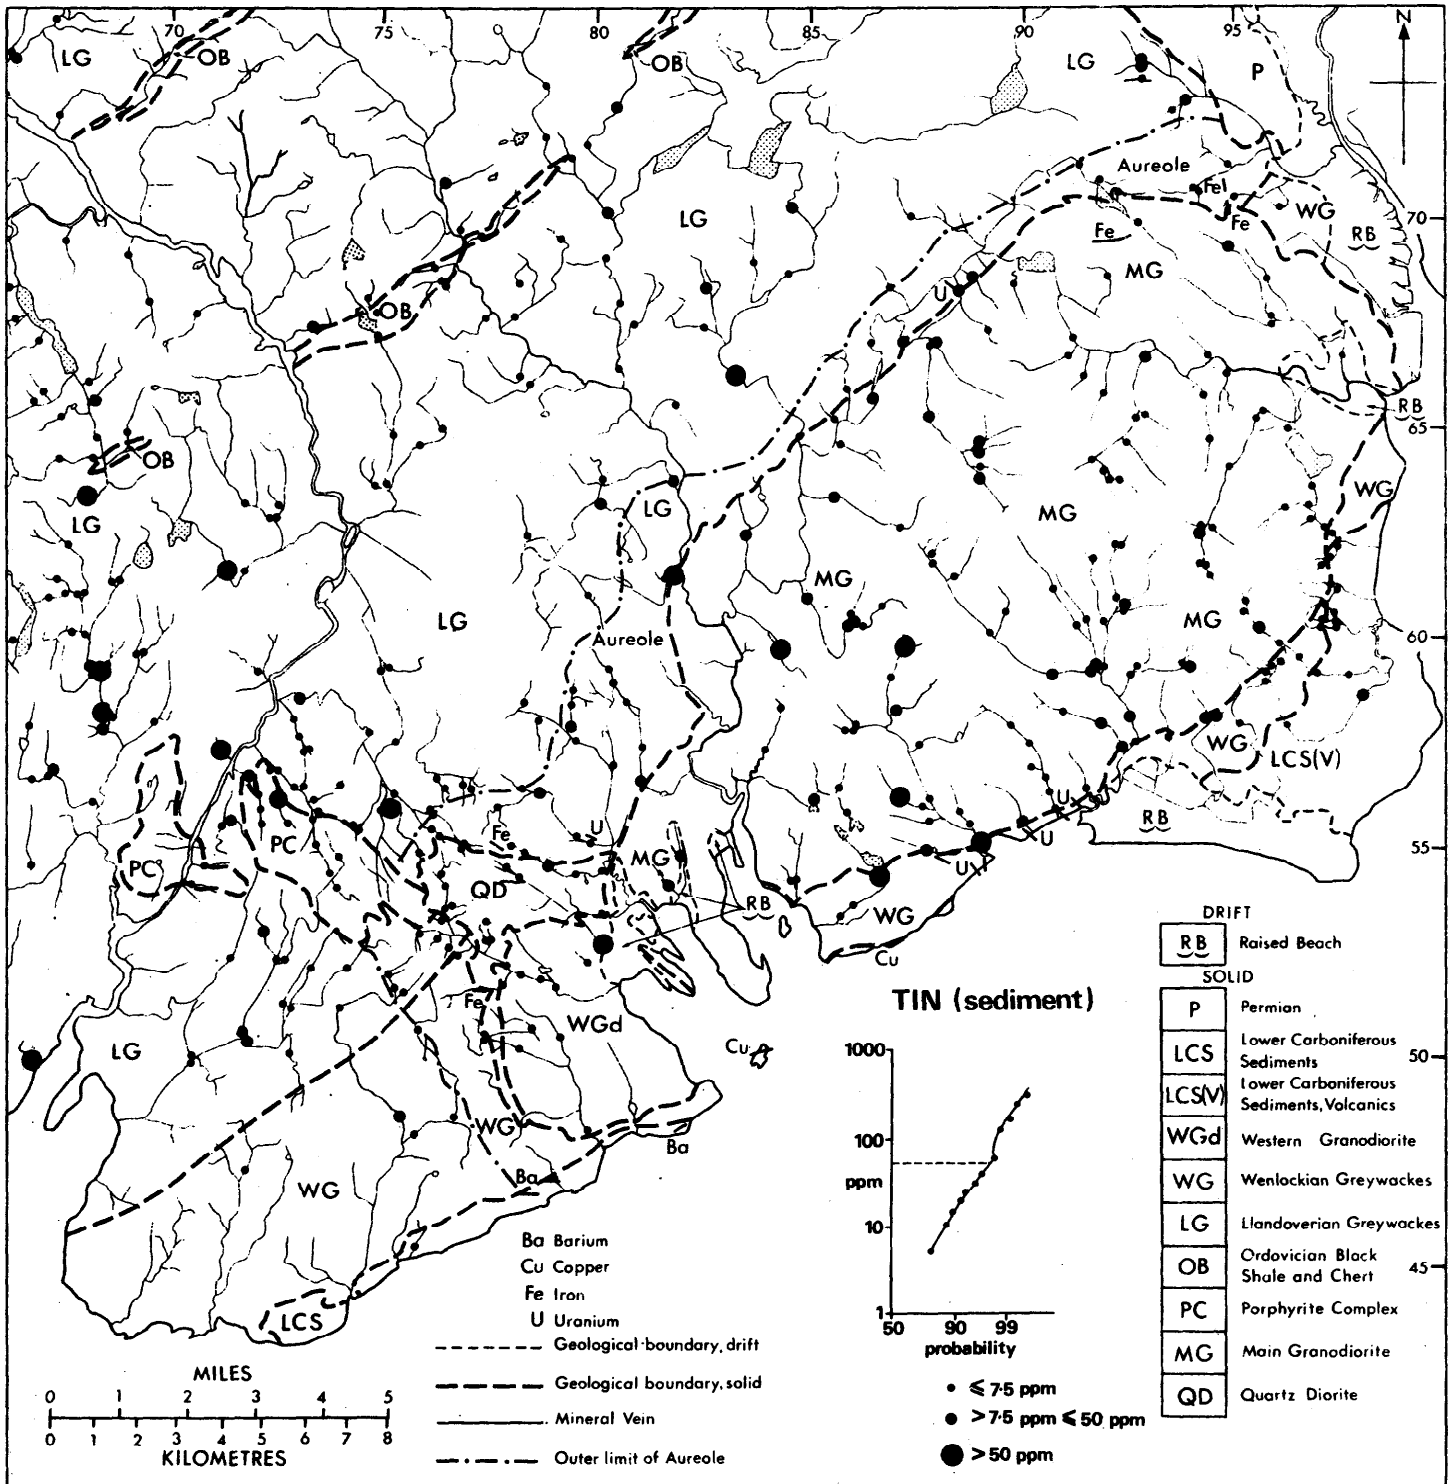 70 75 80 85 90 95 N
LG OB OB LG P
Aureole
Fe
LG Fe Fe WG RB
MG
U
OB
70
RB
65
OB
LG LG WG
MG
MG
LG MG
Aureole
60
WG LCS(V)
U
U
RB
Fe U
PC PC MG
QD
U
55
RB WG
Cu
Fe WGd
LG Cu
50
WG
Ba
Ba
WG
LCS
45
TIN (sediment)
1000
100
ppm
10
1
50 90 99
probability
≤ 7·5 ppm
> 7·5 ppm ≤ 50 ppm
> 50 ppm
Ba Barium
Cu Copper
Fe Iron
U Uranium
Geological boundary, drift
Geological boundary, solid
Mineral Vein
Outer limit of Aureole
MILES
0 1 2 3 4 5
0 1 2 3 4 5 6 7 8
KILOMETRES
DRIFT
RB Raised Beach
SOLID
P Permian
LCS Lower Carboniferous
Sediments
LCS(V) Lower Carboniferous
Sediments, Volcanics
WGd Western Granodiorite
WG Wenlockian Greywackes
LG Llandoverian Greywackes
OB Ordovician Black
Shale and Chert
PC Porphyrite Complex
MG Main Granodiorite
QD Quartz Diorite